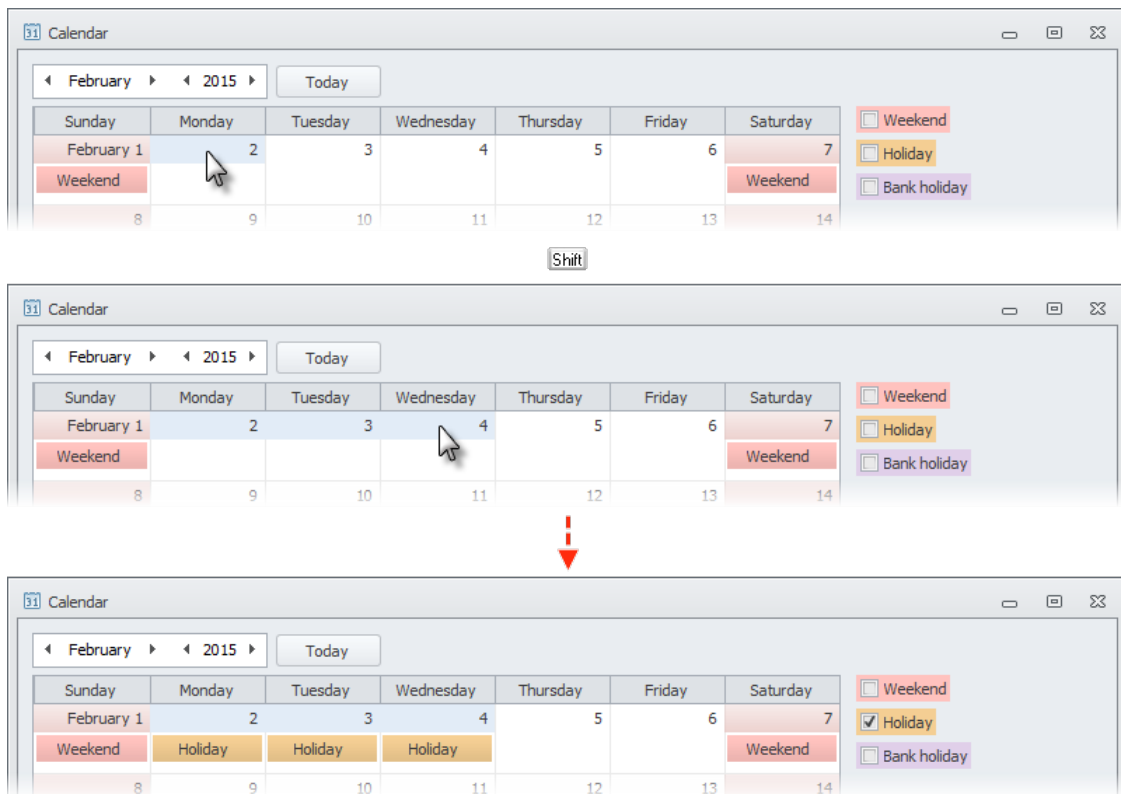 Calendar
February 2015 Today
Sunday Monday Tuesday Wednesday Thursday Friday Saturday Weekend
February 1 2 3 4 5 6 7 Holiday
Weekend Weekend Bank holiday
8 9 10 11 12 13 14
Shift
Calendar
February 2015 Today
Sunday Monday Tuesday Wednesday Thursday Friday Saturday Weekend
February 1 2 3 4 5 6 7 Holiday
Weekend Weekend Bank holiday
8 9 10 11 12 13 14
Calendar
February 2015 Today
Sunday Monday Tuesday Wednesday Thursday Friday Saturday Weekend
February 1 2 3 4 5 6 7 Holiday
Weekend Holiday Holiday Holiday Weekend Bank holiday
8 9 10 11 12 13 14